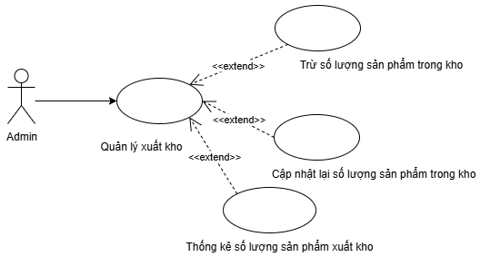 <<extend>>
Trừ số lượng sản phẩm trong kho
Admin
<<extend>>
Quản lý xuất kho
<<extend>>
Cập nhật lại số lượng sản phẩm trong kho
Thống kê số lượng sản phẩm xuất kho